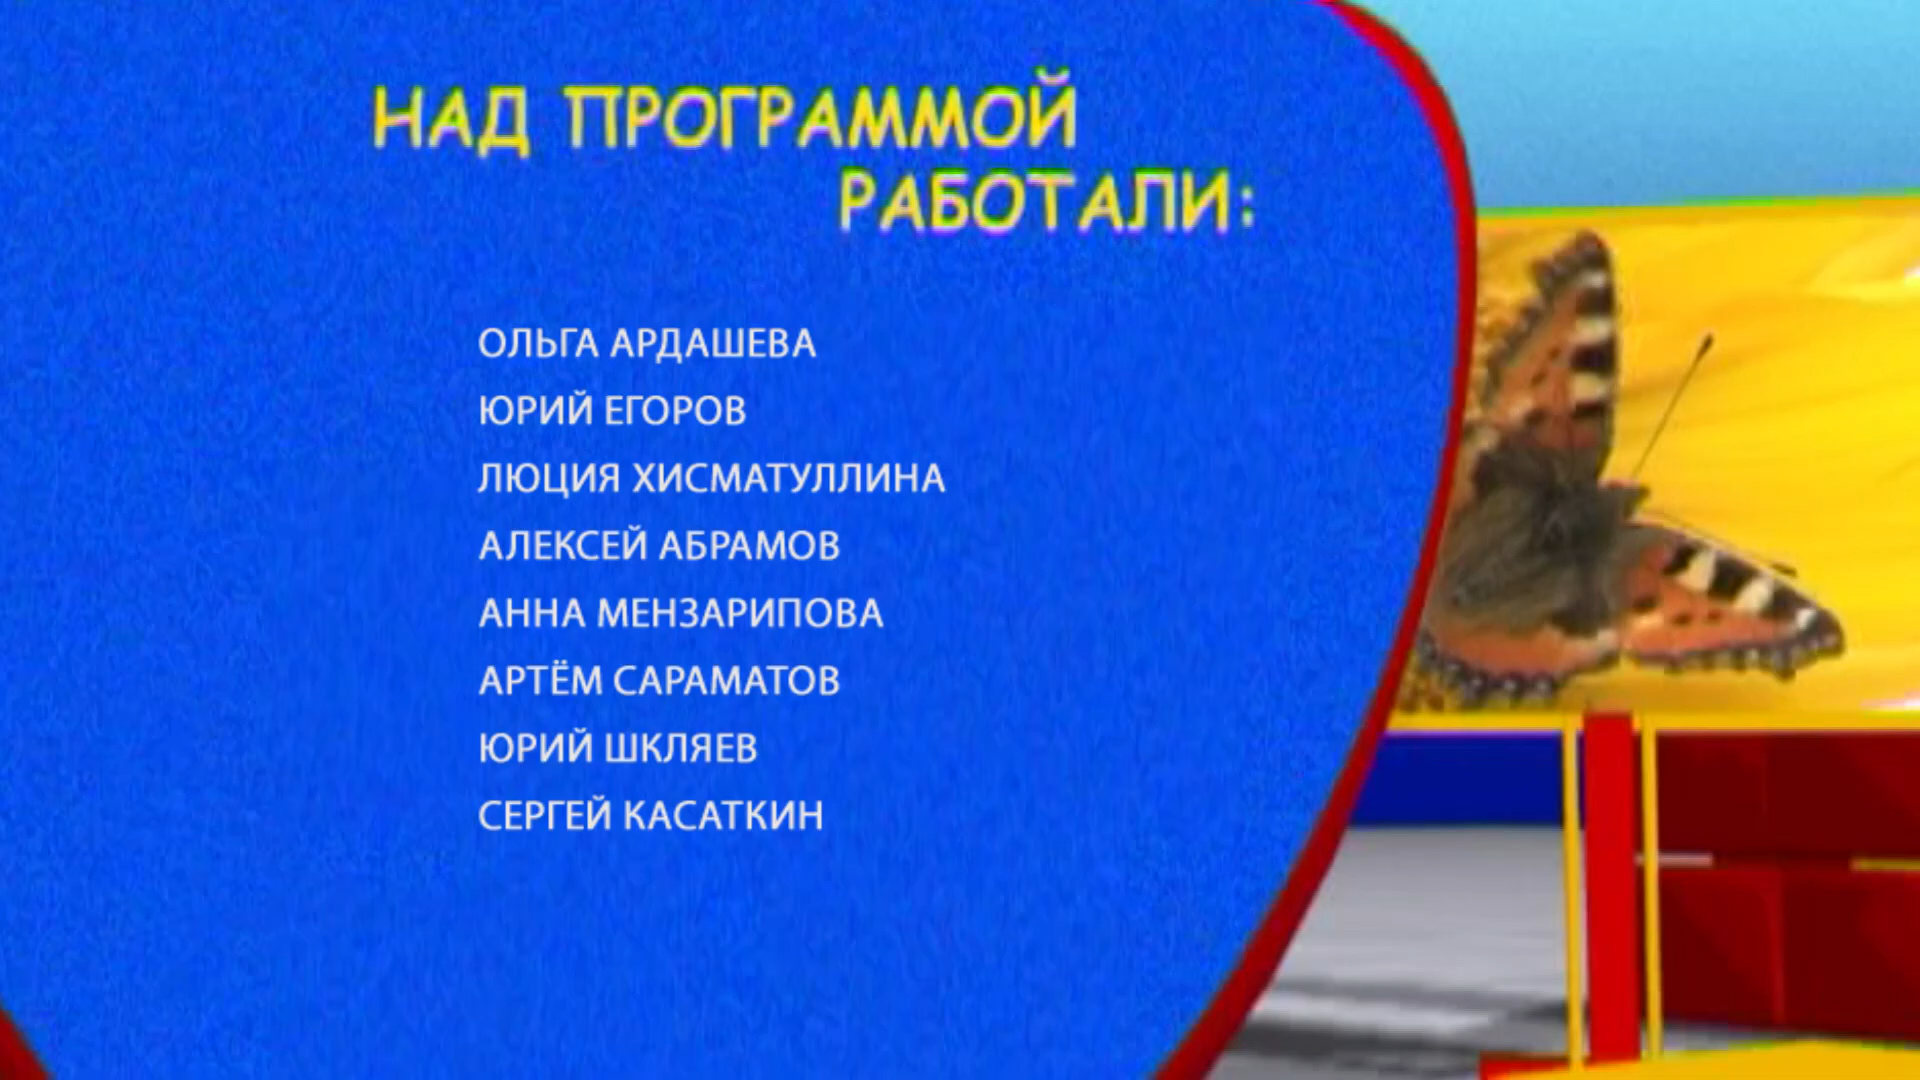 НАД ПРОГРАММОЙ
РАБОТАЛИ:
ОЛЬГА АРДАШЕВА
ЮРИЙ ЕГОРОВ
ЛЮЦИЯ ХИСМАТУЛЛИНА
АЛЕКСЕЙ АБРАМОВ
АННА МЕНЗАРИПОВА
АРТЁМ САРАМАТОВ
ЮРИЙ ШКЛЯЕВ
СЕРГЕЙ КАСАТКИН